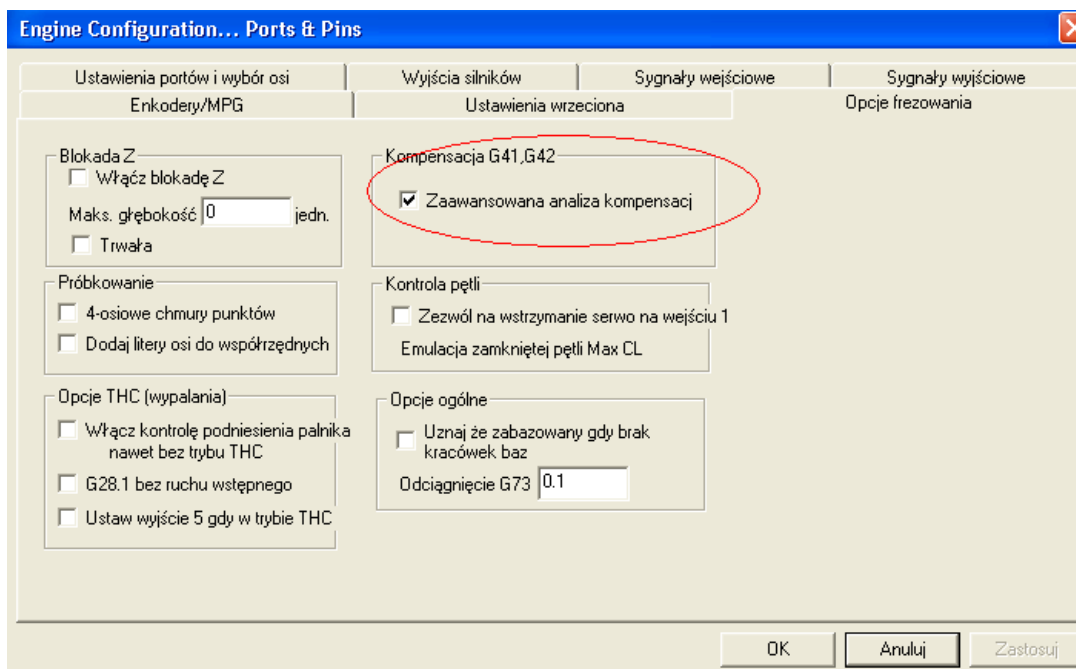 Engine Configuration... Ports & Pins
Ustawienia portów i wybór osi
Wyjścia silników
Sygnały wejściowe
Sygnały wyjściowe
Enkodery/MPG
Ustawienia wrzeciona
Opcje frezowania
Blokada Z
Włącz blokadę Z
Maks. głębokość 0 jedn.
Trwała
Próbkowanie
4-osiowe chmury punktów
Dodaj litery osi do współrzędnych
Opcje THC (wypalania)
Włącz kontrolę podniesienia palnika
nawet bez trybu THC
G28.1 bez ruchu wstępnego
Ustaw wyjście 5 gdy w trybie THC
Kompensacja G41,G42
Zaawansowana analiza kompensacj
Kontrola pętli
Zezwól na wstrzymanie serwo na wejściu 1
Emulacja zamkniętej pętli Max CL
Opcje ogólne
Uznaj że zabazowany gdy brak
kracówek baz
Odciągnięcie G73 0.1
OK
Anuluj
Zastosuj